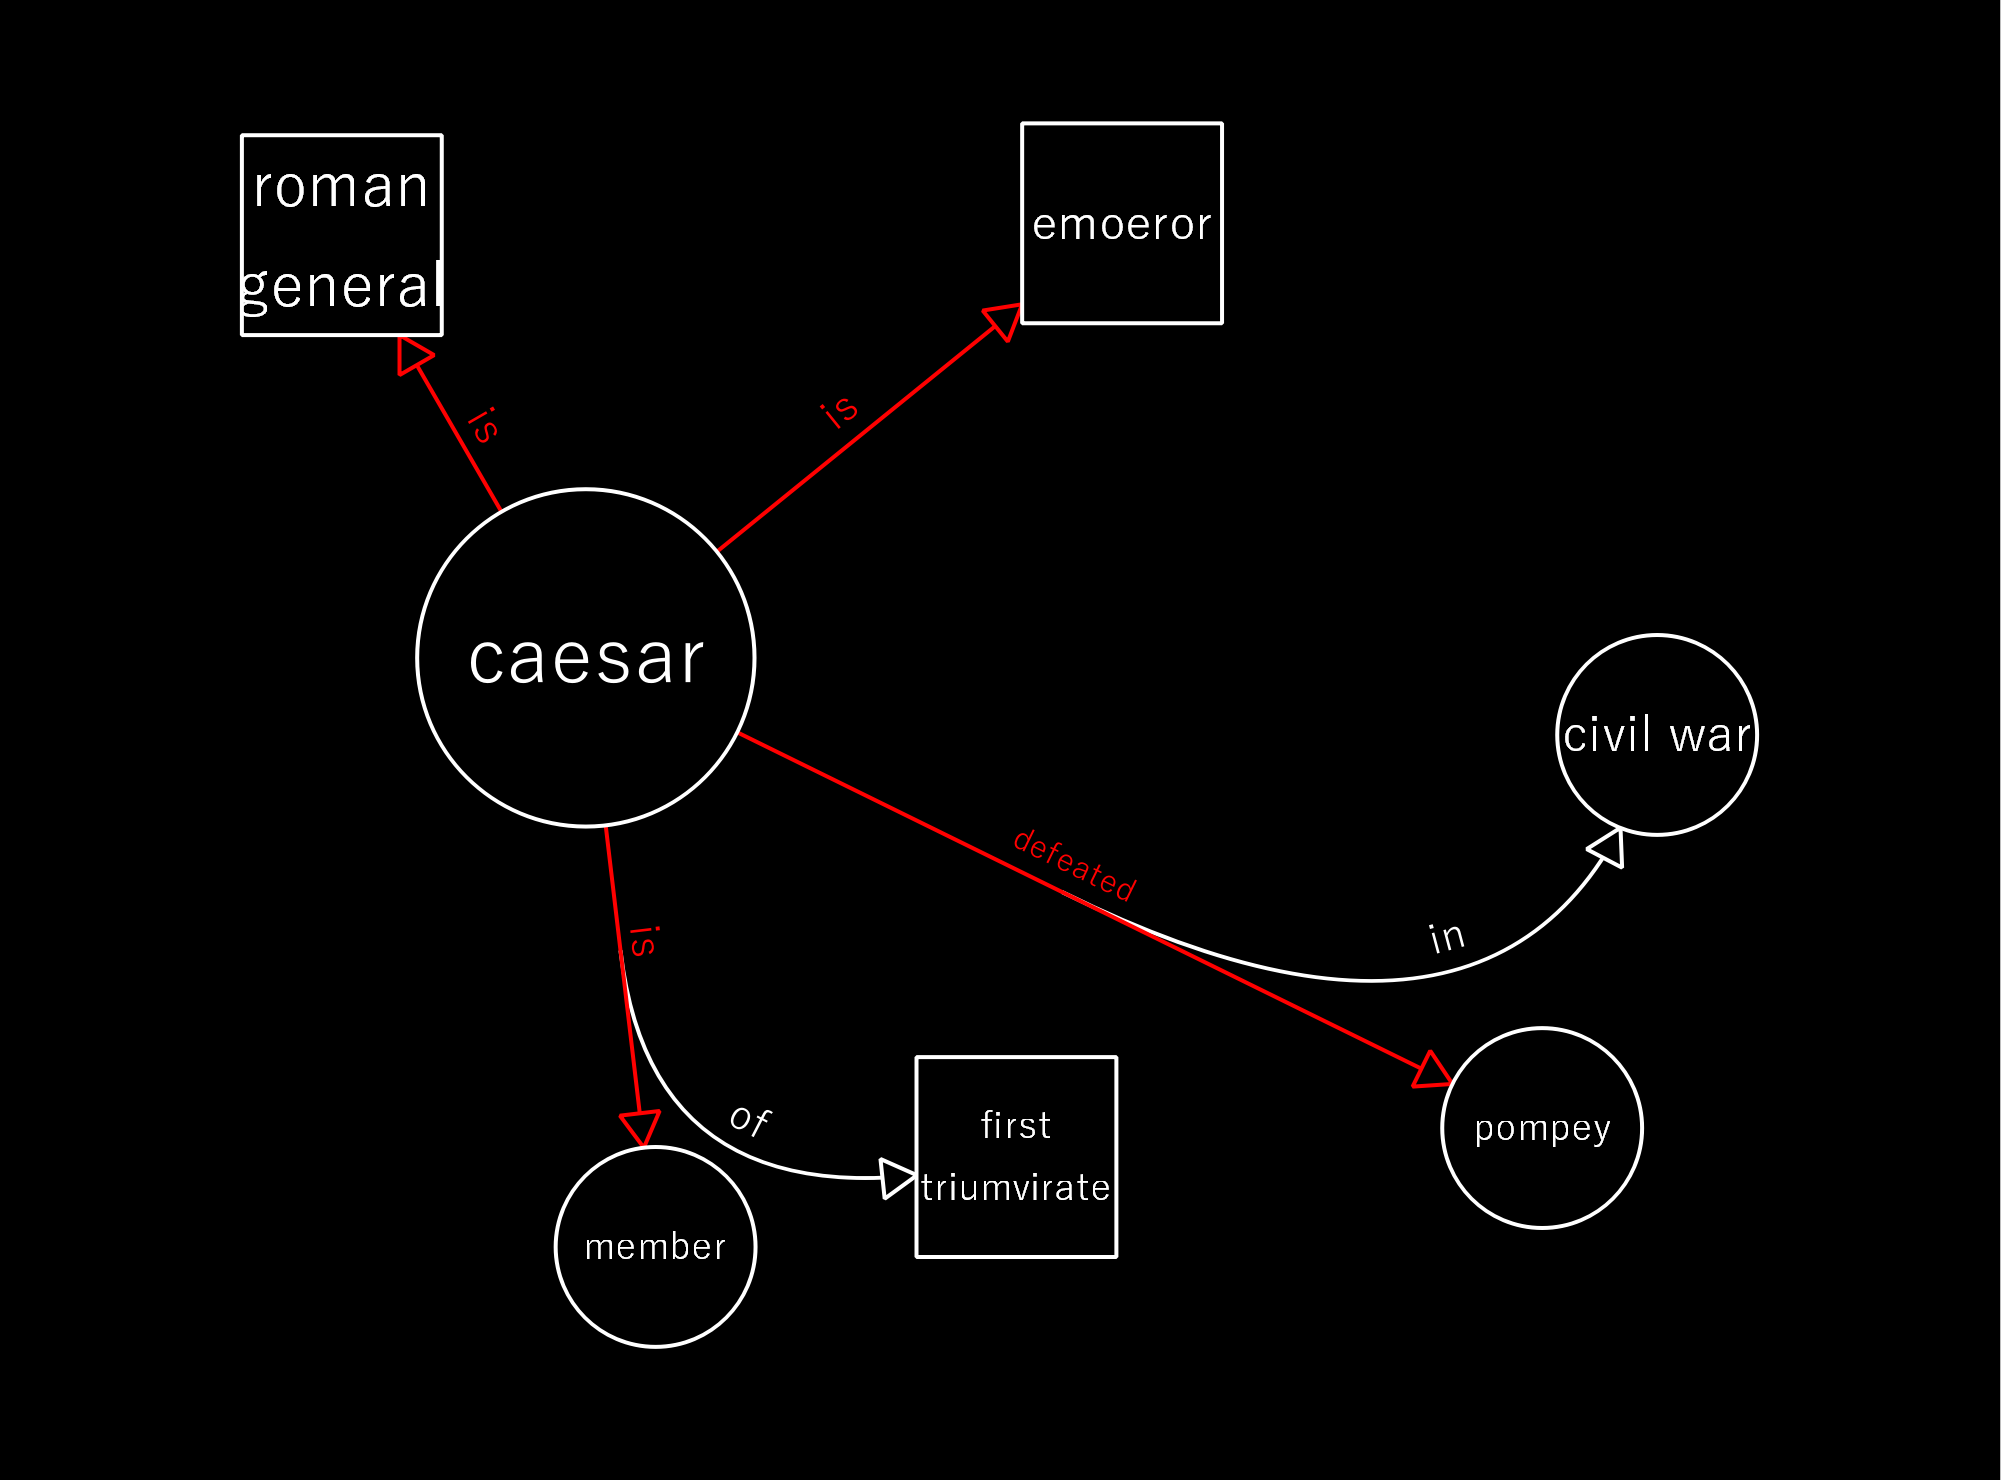 roman
general
emoeror
is
is
caesar
civil war
defeated
in
is
of
first
triumvirate
pompey
member